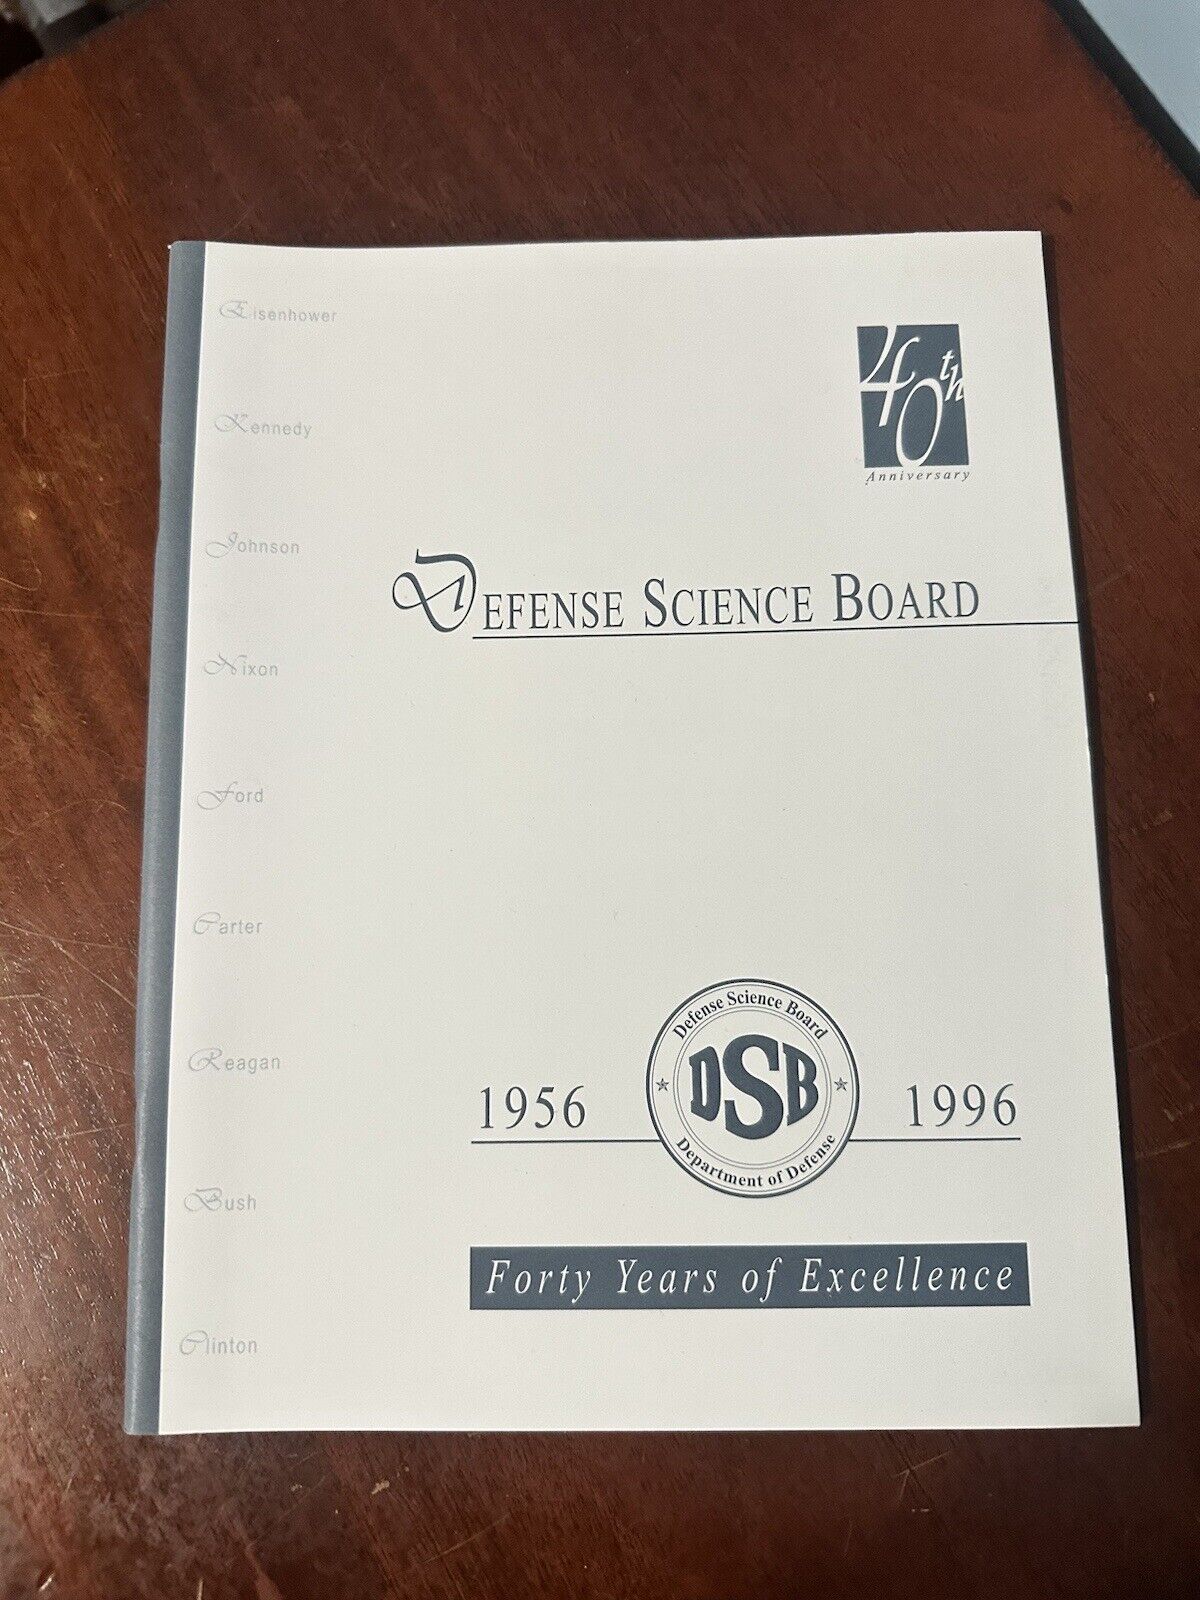 Eisenhower
Kennedy
Johnson
Nixon
Ford
Carter
Reagan
Bush
Clinton
40th
Anniversary
DEFENSE SCIENCE BOARD
1956
Defense Science Board
DSB
Department of Defense
1996
Forty Years of Excellence